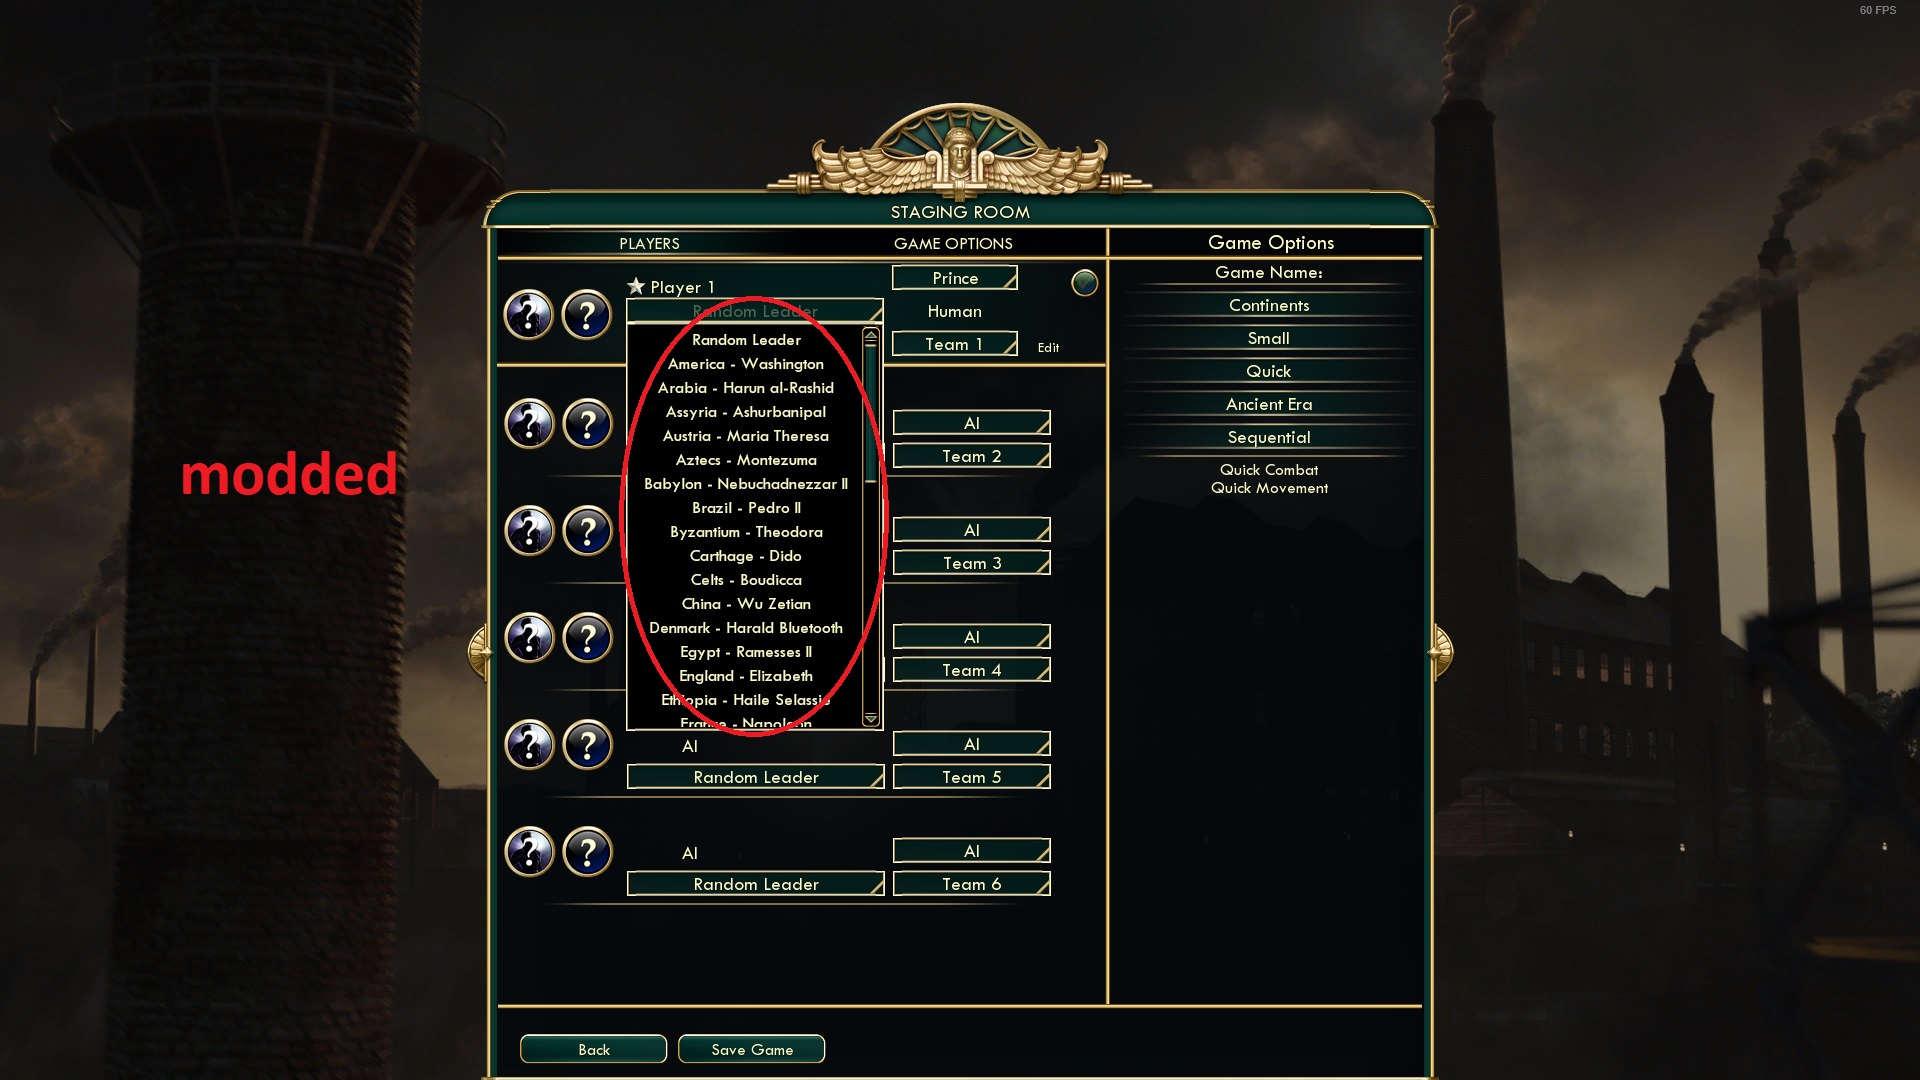 60 FPS
STAGING ROOM
PLAYERS
GAME OPTIONS
Game Options
Player 1
Random Leader
Prince
Human
Team 1
Edit
Random Leader
America - Washington
Arabia - Harun al-Rashid
Assyria - Ashurbanipal
Austria - Maria Theresa
Aztecs - Montezuma
Babylon - Nebuchadnezzar II
Brazil - Pedro II
Byzantium - Theodora
Carthage - Dido
Celts - Boudicca
China - Wu Zetian
Denmark - Harald Bluetooth
Egypt - Ramesses II
England - Elizabeth
Ethiopia - Haile Selassie
France - Napoleon
AI
Team 2
AI
Team 3
AI
Team 4
AI
AI
Random Leader
Team 5
AI
AI
Random Leader
Team 6
Game Name:
Continents
Small
Quick
Ancient Era
Sequential
Quick Combat
Quick Movement
modded
Back
Save Game